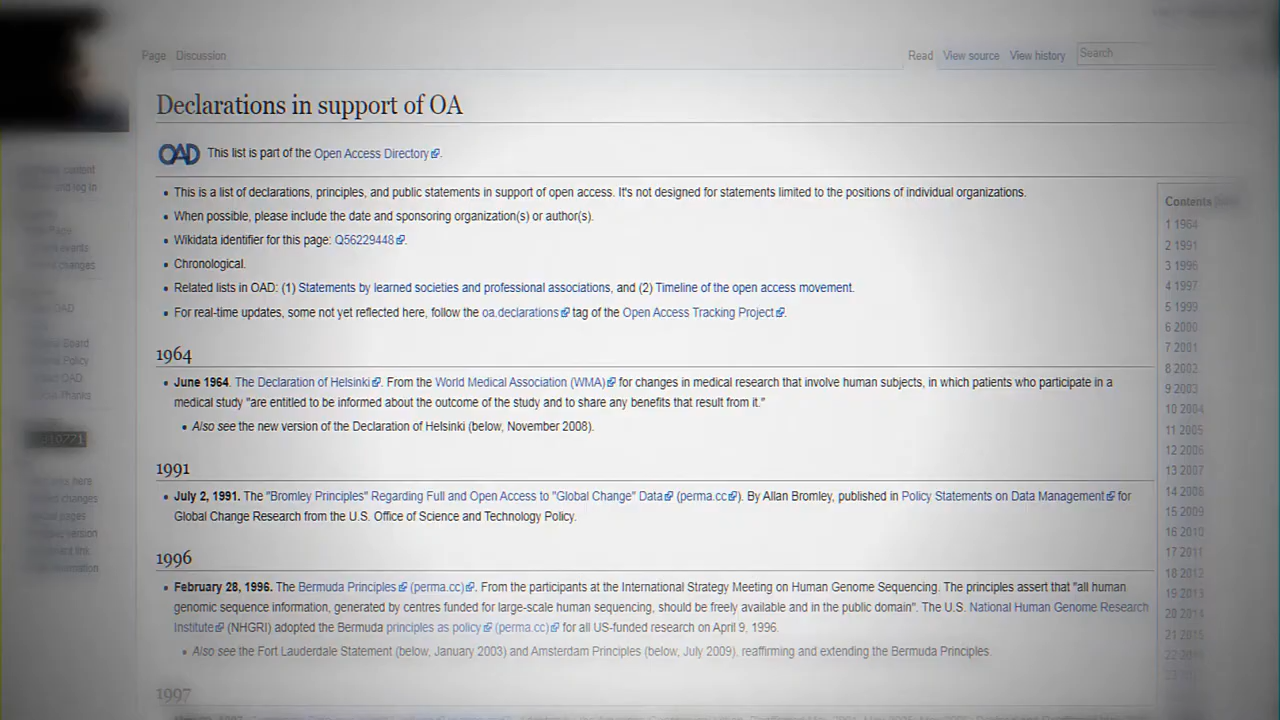 Page Discussion Read View source View history Search
Declarations in support of OA
OAD This list is part of the Open Access Directory.
This is a list of declarations, principles, and public statements in support of open access. It's not designed for statements limited to the positions of individual organizations.
When possible, please include the date and sponsoring organization(s) or author(s).
Wikidata identifier for this page: Q56229448.
Chronological.
Related lists in OAD: (1) Statements by learned societies and professional associations, and (2) Timeline of the open access movement.
For real-time updates, some not yet reflected here, follow the oa.declarations tag of the Open Access Tracking Project.
1964
June 1964. The Declaration of Helsinki. From the World Medical Association (WMA) for changes in medical research that involve human subjects, in which patients who participate in a
medical study "are entitled to be informed about the outcome of the study and to share any benefits that result from it."
Also see the new version of the Declaration of Helsinki (below, November 2008).
1991
July 2, 1991. The "Bromley Principles" Regarding Full and Open Access to "Global Change" Data (perma.cc). By Allan Bromley, published in Policy Statements on Data Management for
Global Change Research from the U.S. Office of Science and Technology Policy.
1996
February 28, 1996. The Bermuda Principles (perma.cc). From the participants at the International Strategy Meeting on Human Genome Sequencing. The principles assert that "all human
genomic sequence information, generated by centres funded for large-scale human sequencing, should be freely available and in the public domain". The U.S. National Human Genome Research
Institute (NHGRI) adopted the Bermuda principles as policy (perma.cc) for all US-funded research on April 9, 1996.
Also see the Fort Lauderdale Statement (below, January 2003) and Amsterdam Principles (below, July 2009), reaffirming and extending the Bermuda Principles.
1997
Contents
1 1964
2 1991
3 1996
4 1997
5 1999
6 2000
7 2001
8 2002
9 2003
10 2004
11 2005
12 2006
13 2007
14 2008
15 2009
16 2010
17 2011
18 2012
19 2013
20 2014
21 2015